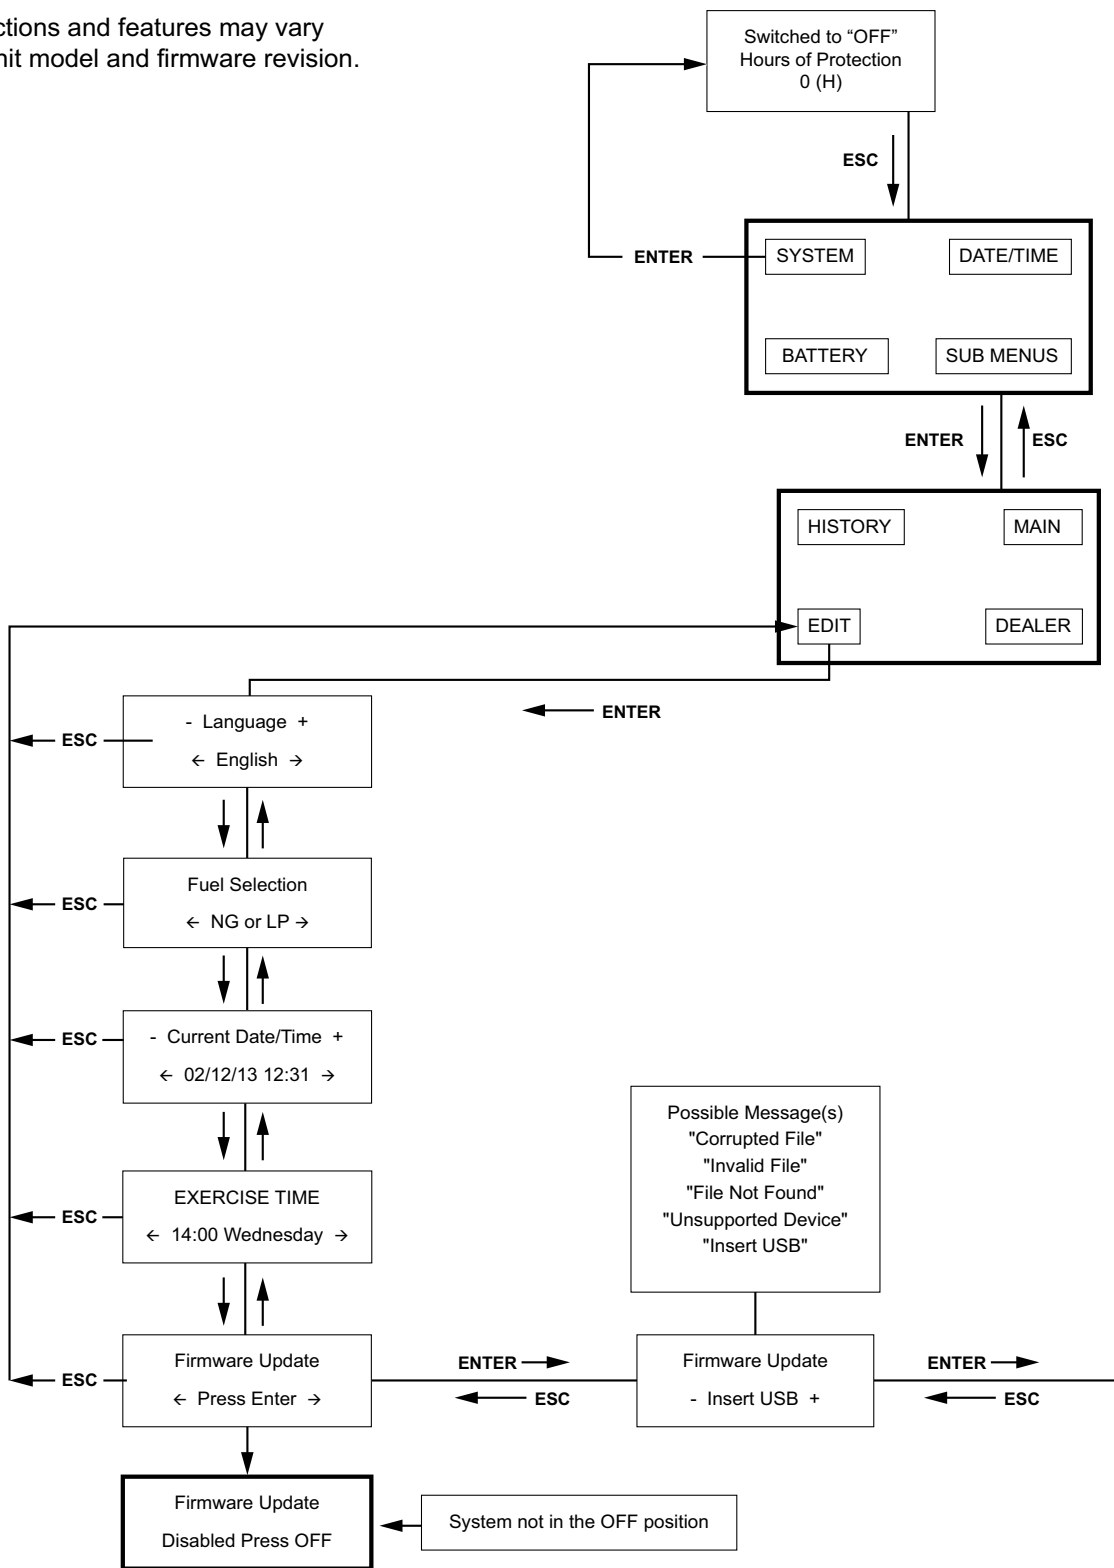 ctions and features may vary
nit model and firmware revision.
Switched to “OFF”
Hours of Protection
0 (H)
ESC
ENTER
SYSTEM
DATE/TIME
BATTERY
SUB MENUS
ENTER
ESC
HISTORY
MAIN
EDIT
DEALER
ENTER
- Language +
← English →
ESC
Fuel Selection
← NG or LP →
ESC
- Current Date/Time +
← 02/12/13 12:31 →
ESC
EXERCISE TIME
← 14:00 Wednesday →
ESC
Possible Message(s)
"Corrupted File"
"Invalid File"
"File Not Found"
"Unsupported Device"
"Insert USB"
Firmware Update
← Press Enter →
ESC
ENTER
ESC
Firmware Update
- Insert USB +
ENTER
ESC
Firmware Update
Disabled Press OFF
System not in the OFF position